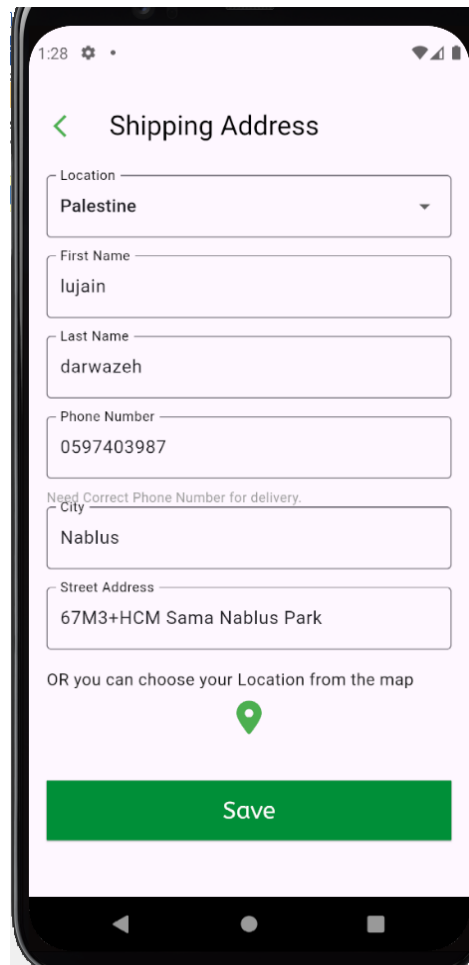 1:28
Shipping Address
Location
Palestine
First Name
lujain
Last Name
darwazeh
Phone Number
0597403987
Need Correct Phone Number for delivery.
City
Nablus
Street Address
67M3+HCM Sama Nablus Park
OR you can choose your Location from the map
Save